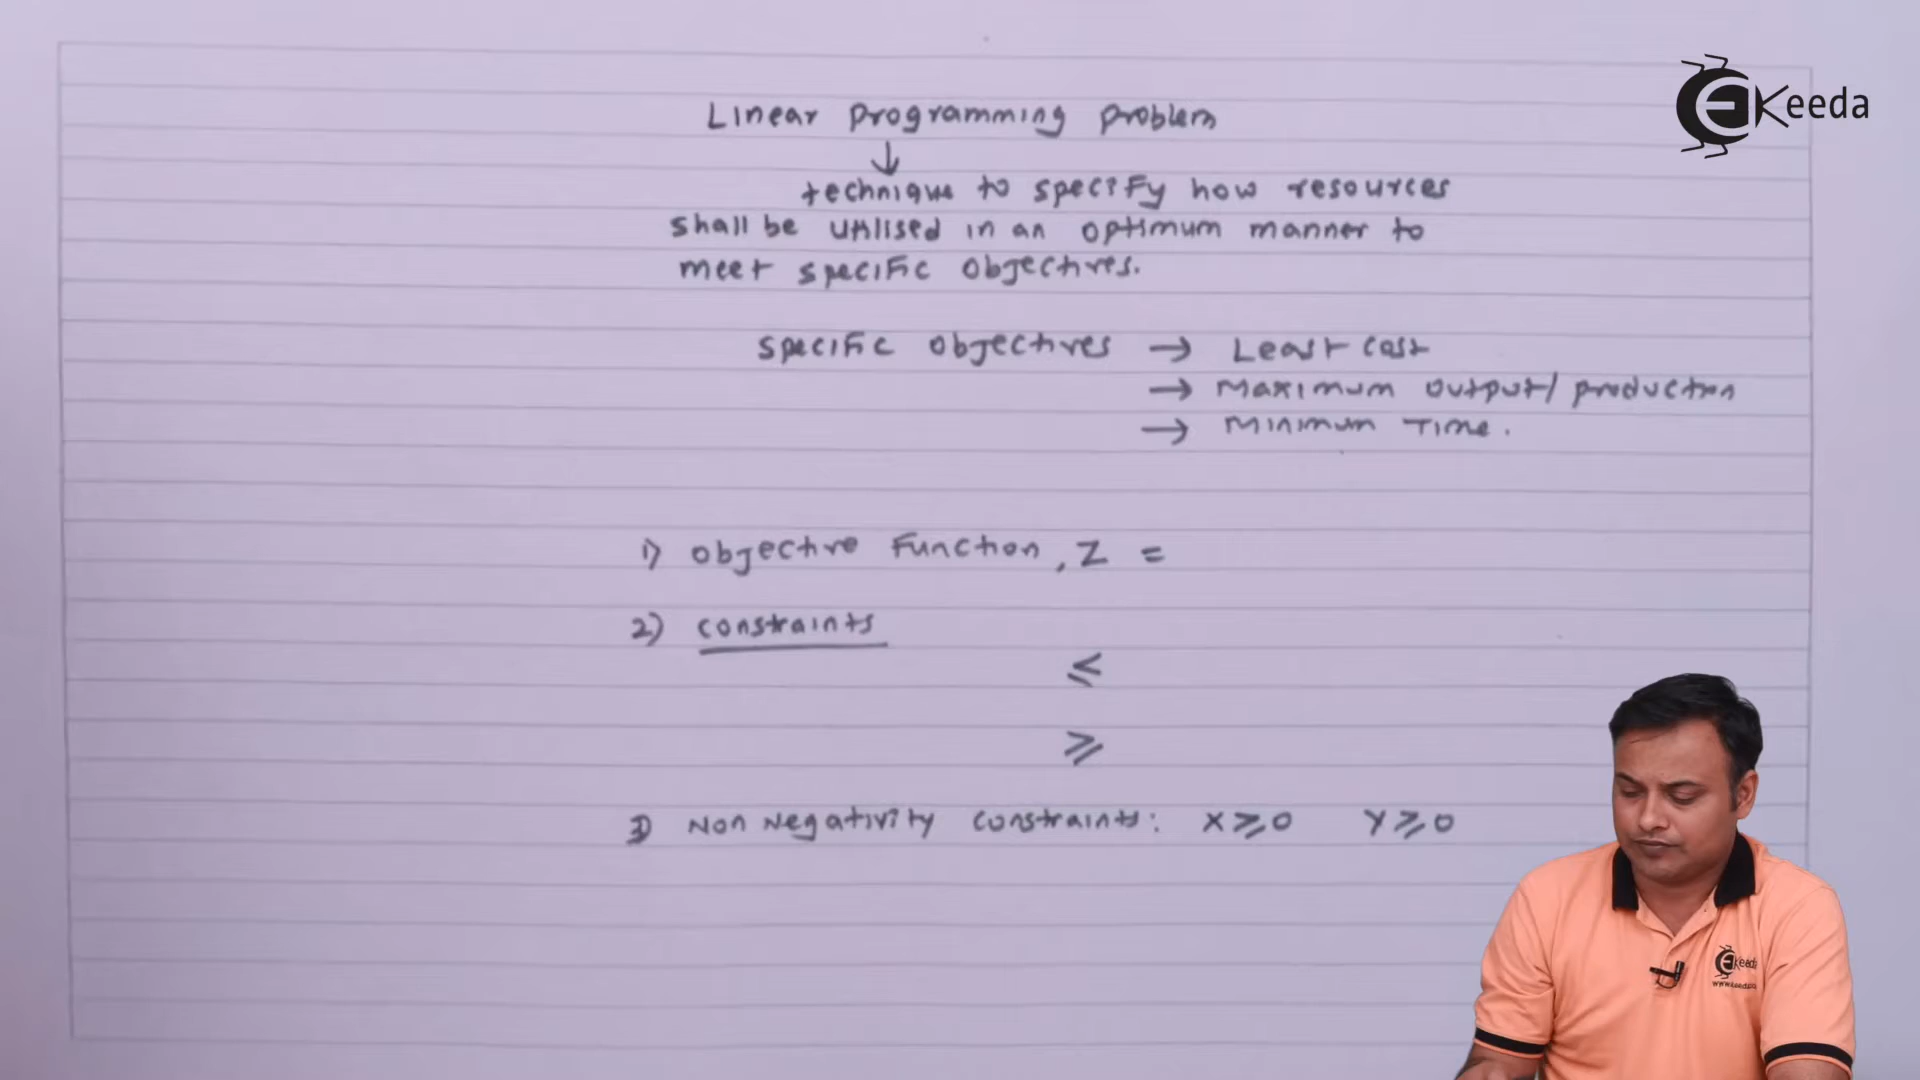 Linear programming problem
↓
technique to specify how resources
shall be utilised in an optimum manner to
meet specific objectives.
specific objectives → Least cost
→ Maximum output/production
→ Minimum Time.
1) Objective Function, Z =
2) constraints
≤
≥
3) Non Negativity constraints: X ≥ 0 Y ≥ 0
EKeeda
EKeeda